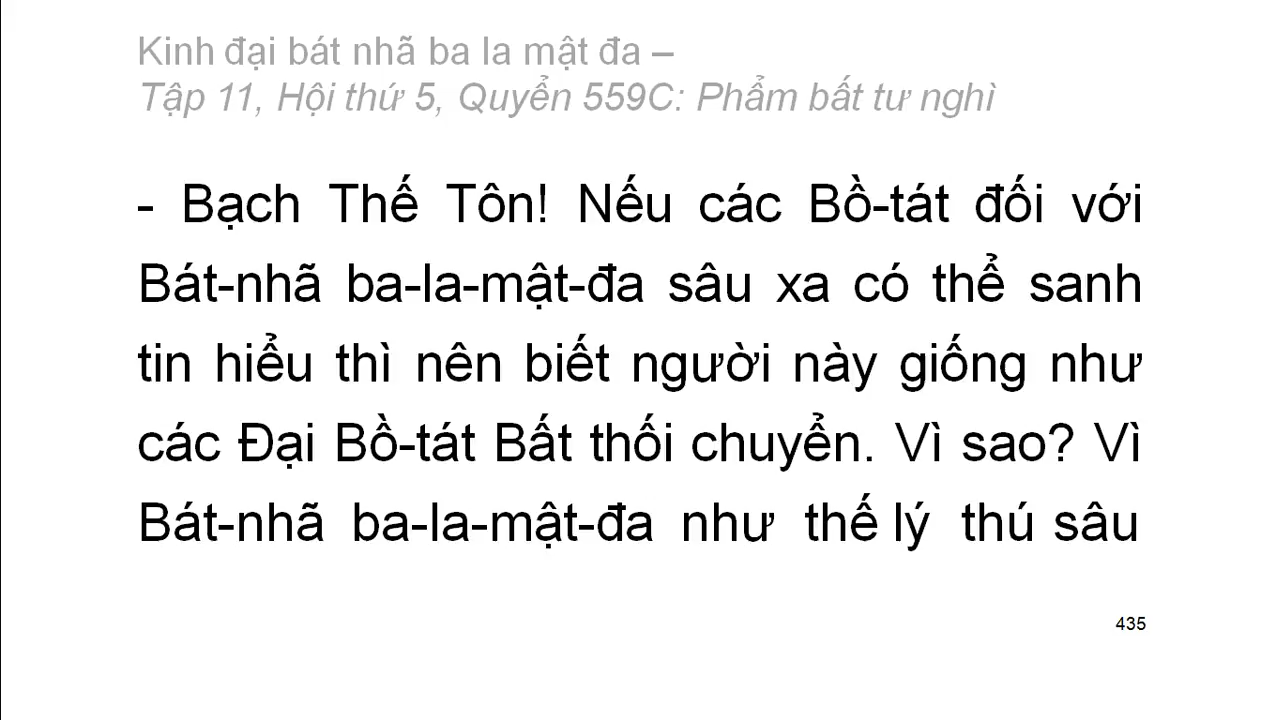 Kinh đại bát nhã ba la mật đa –
Tập 11, Hội thứ 5, Quyển 559C: Phẩm bất tư nghì
- Bạch Thế Tôn! Nếu các Bồ-tát đối với
Bát-nhã ba-la-mật-đa sâu xa có thể sanh
tin hiểu thì nên biết người này giống như
các Đại Bồ-tát Bất thối chuyển. Vì sao? Vì
Bát-nhã ba-la-mật-đa như thế lý thú sâu
435